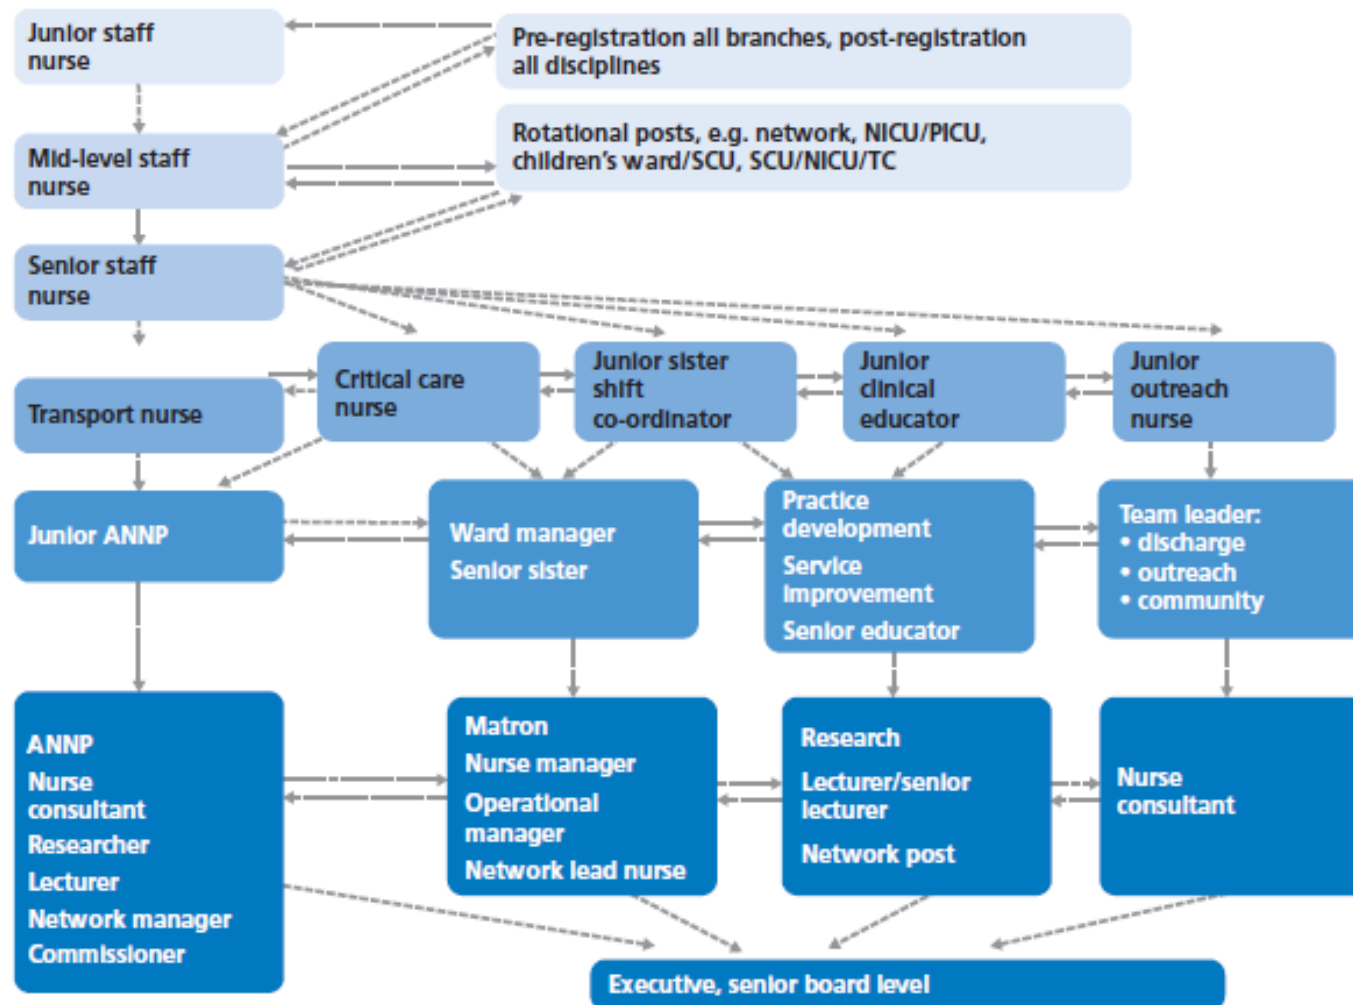 Junior staff
nurse
Pre-registration all branches, post-registration
all disciplines
Rotational posts, e.g. network, NICU/PICU,
children's ward/SCU, SCU/NICU/TC
Mid-level staff
nurse
Senior staff
nurse
Transport nurse
Critical care
nurse
Junior sister
shift
co-ordinator
Junior
clinical
educator
Junior
outreach
nurse
Junior ANNP
Ward manager
Senior sister
Practice
development
Service
improvement
Senior educator
Team leader:
• discharge
• outreach
• community
ANNP
Nurse
consultant
Researcher
Lecturer
Network manager
Commissioner
Matron
Nurse manager
Operational
manager
Network lead nurse
Research
Lecturer/senior
lecturer
Network post
Nurse
consultant
Executive, senior board level